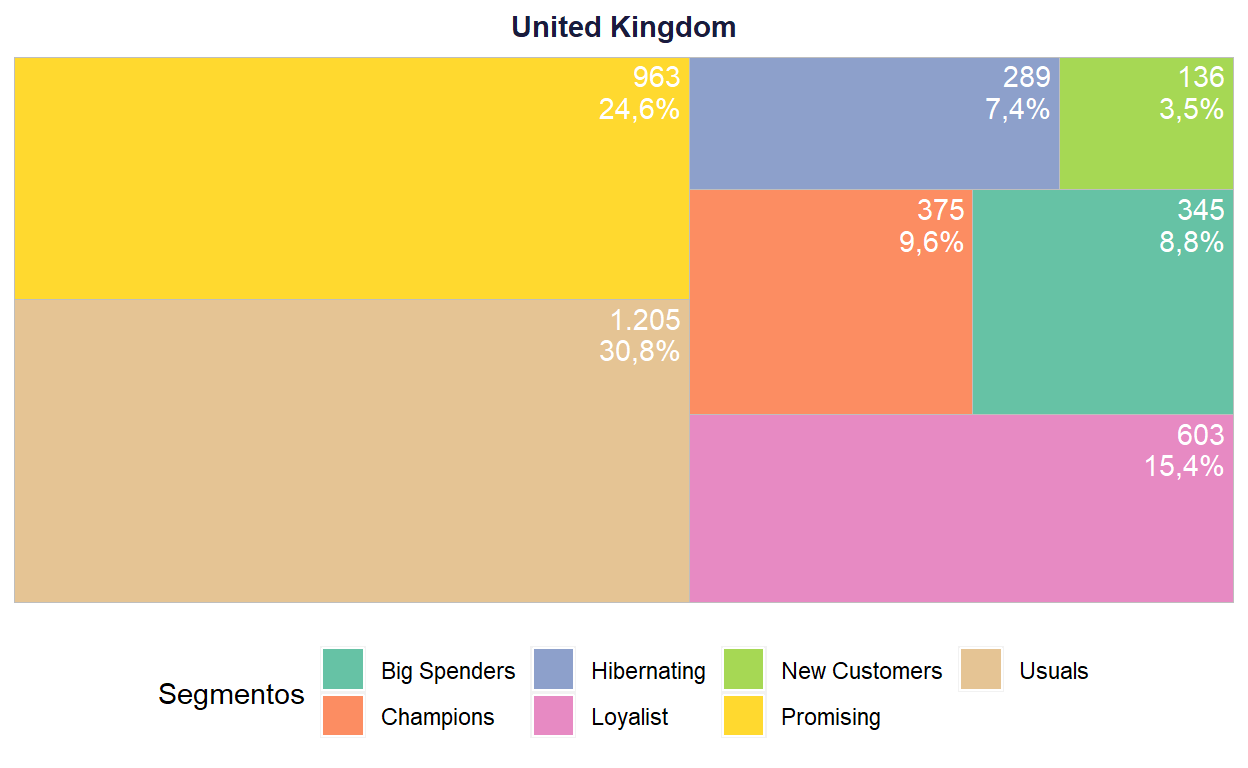 United Kingdom
963
24,6%
289
7,4%
136
3,5%
375
9,6%
345
8,8%
1.205
30,8%
603
15,4%
Segmentos
Big Spenders
Hibernating
New Customers
Usuals
Champions
Loyalist
Promising